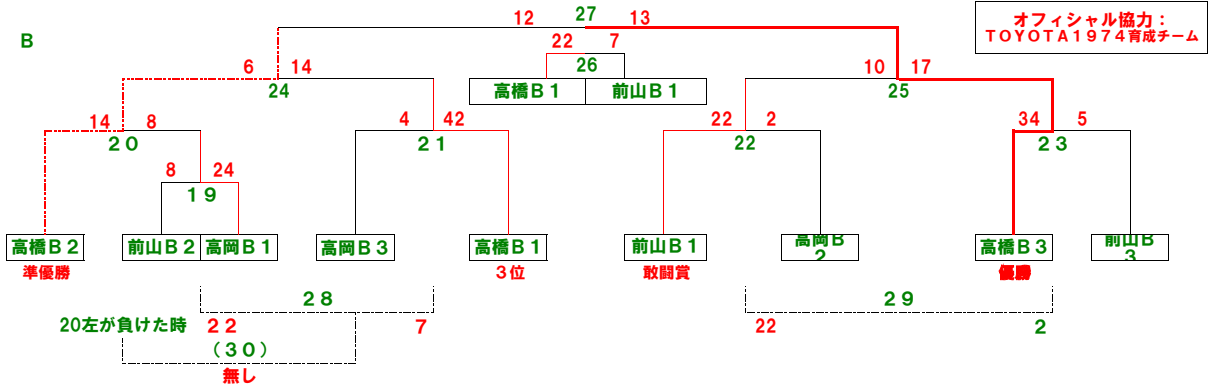 12 27 13
オフィシャル協力：
ＴＯＹＯＴＡ１９７４育成チーム
B
22 7
26
高橋Ｂ１ 前山Ｂ１
6 14
24
10 17
25
14 8
２０
4 42
２１
22 2
22
34 5
２３
8 24
１９
高橋Ｂ２ 前山Ｂ２ 高岡Ｂ１ 高岡Ｂ３ 高橋Ｂ１ 前山Ｂ１ 高岡Ｂ２ 高橋Ｂ３ 前山Ｂ３
準優勝 ３位 敢闘賞 優勝
２８ ２９
20左が負けた時 ２２ ７ 22 2
（３０）
無し